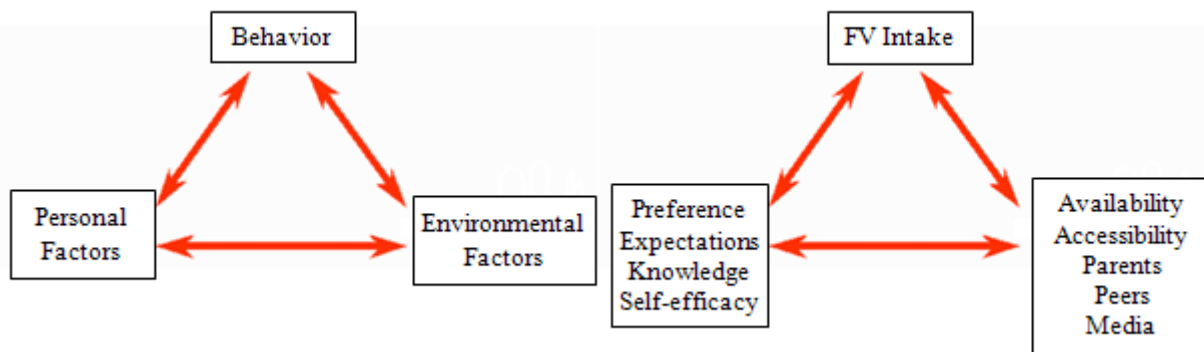 Behavior
Personal
Factors
Environmental
Factors
FV Intake
Preference
Expectations
Knowledge
Self-efficacy
Availability
Accessibility
Parents
Peers
Media